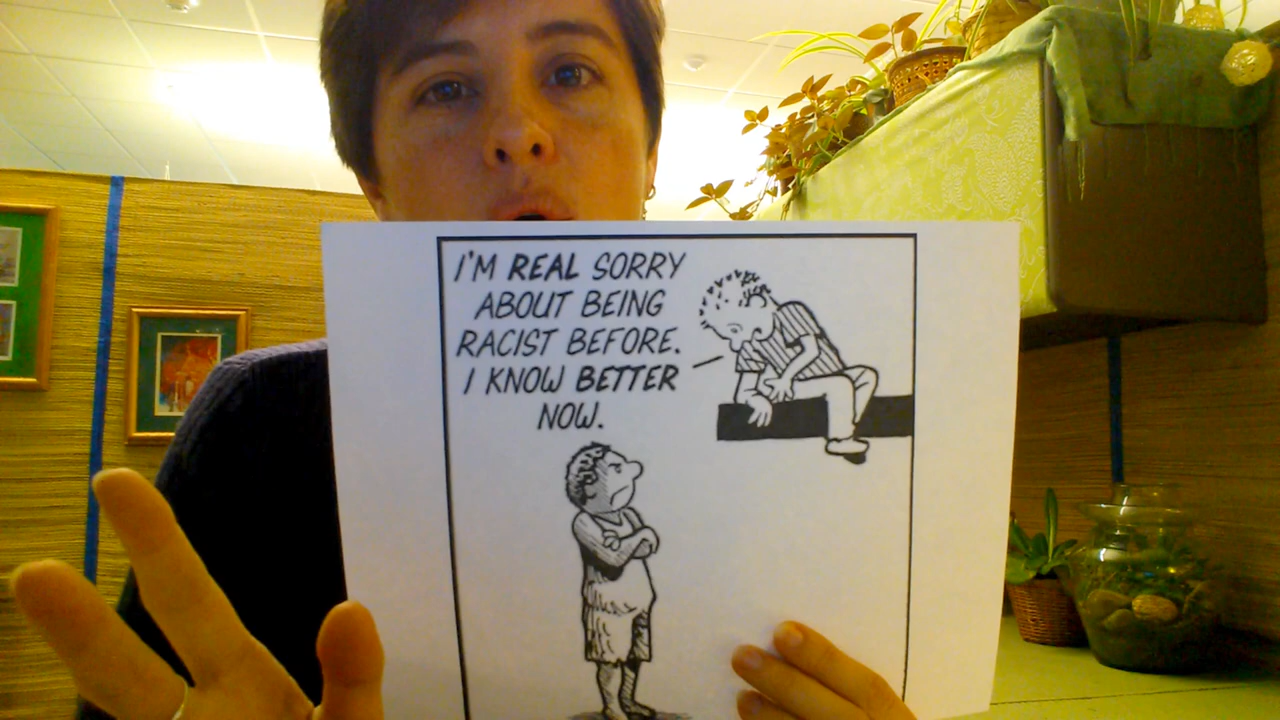 I'M REAL SORRY
ABOUT BEING
RACIST BEFORE.
I KNOW BETTER
NOW.